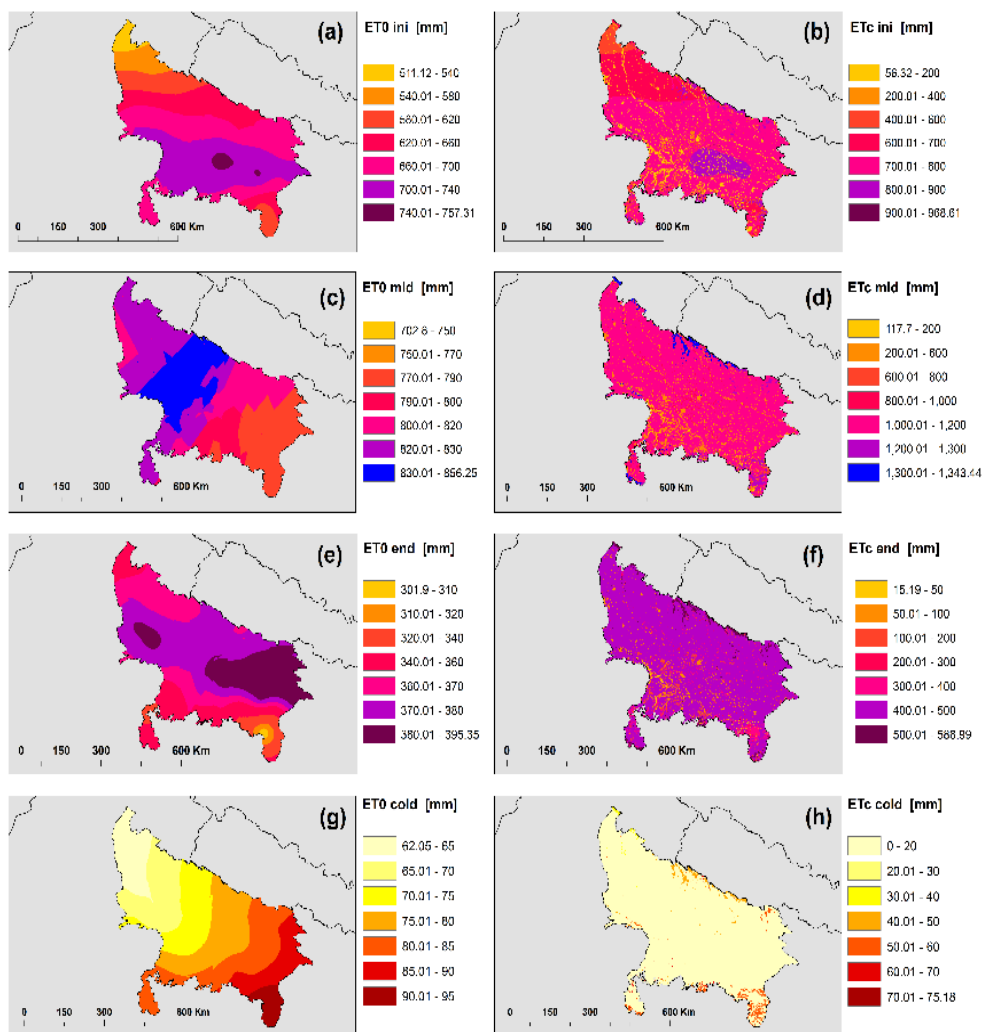 (a)
ET0 ini [mm]
511.12 - 540
540.01 - 580
580.01 - 620
620.01 - 660
660.01 - 700
700.01 - 740
740.01 - 757.31
0 150 300 600 Km
(b)
ETc ini [mm]
56.32 - 200
200.01 - 400
400.01 - 600
600.01 - 700
700.01 - 800
800.01 - 900
900.01 - 968.61
0 150 300 600 Km
(c)
ET0 mid [mm]
702.8 - 750
750.01 - 770
770.01 - 790
790.01 - 800
800.01 - 820
820.01 - 830
830.01 - 856.25
0 150 300 600 Km
(d)
ETc mid [mm]
117.7 - 200
200.01 - 600
600.01 - 800
800.01 - 1,000
1,000.01 - 1,200
1,200.01 - 1,300
1,300.01 - 1,343.44
0 150 300 600 Km
(e)
ET0 end [mm]
301.9 - 310
310.01 - 320
320.01 - 340
340.01 - 360
360.01 - 370
370.01 - 380
380.01 - 395.35
0 150 300 600 Km
(f)
ETc end [mm]
15.19 - 50
50.01 - 100
100.01 - 200
200.01 - 300
300.01 - 400
400.01 - 500
500.01 - 568.99
0 150 300 600 Km
(g)
ET0 cold [mm]
62.05 - 65
65.01 - 70
70.01 - 75
75.01 - 80
80.01 - 85
85.01 - 90
90.01 - 95
0 150 300 600 Km
(h)
ETc cold [mm]
0 - 20
20.01 - 30
30.01 - 40
40.01 - 50
50.01 - 60
60.01 - 70
70.01 - 75.18
0 150 300 600 Km